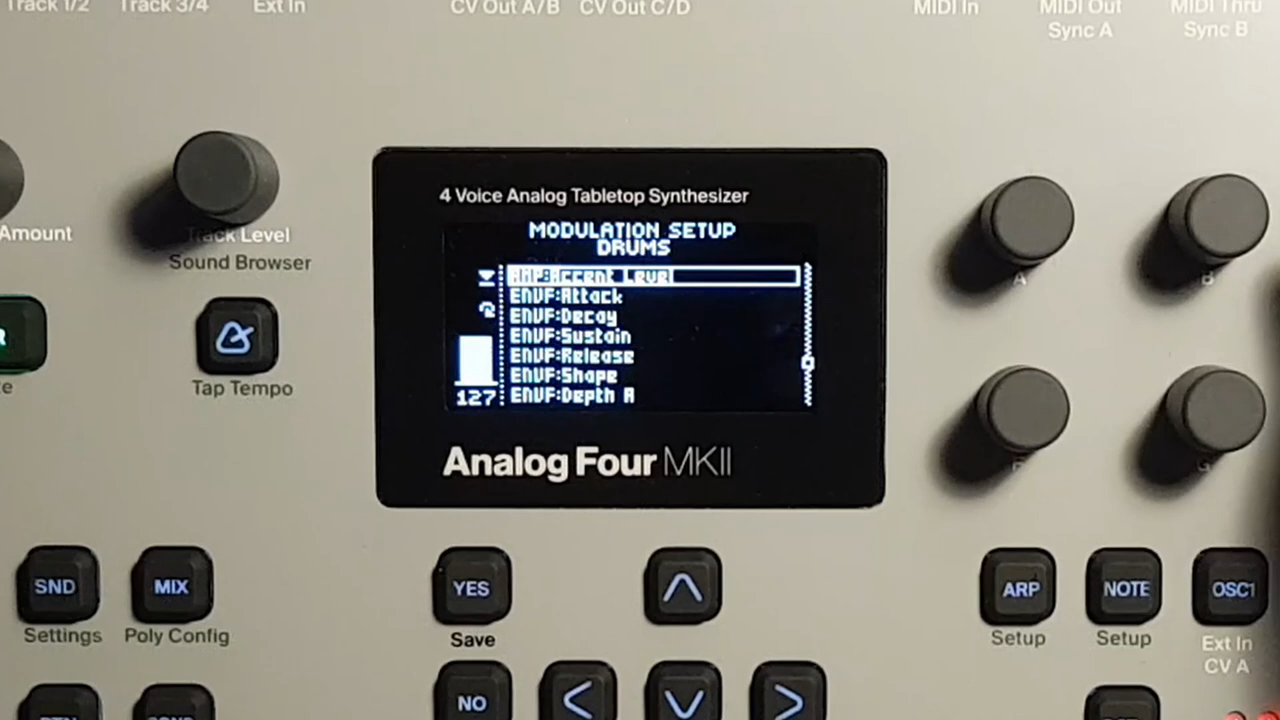 Track 1/2 Track 3/4 Ext In CV Out A/B CV Out C/D MIDI In MIDI Out MIDI Thru
Sync A Sync B
4 Voice Analog Tabletop Synthesizer
Amount Track Level
Sound Browser
MODULATION SETUP
DRUMS
AMP:Accent Level
ENVF:Attack
ENVF:Decay
ENVF:Sustain
ENVF:Release
ENVF:Shape
ENVF:Depth A
127
A B
Tap Tempo
Analog Four MKII
SND MIX YES ARP NOTE OSC1
Settings Poly Config Save Setup Setup Ext In
CV A
NO